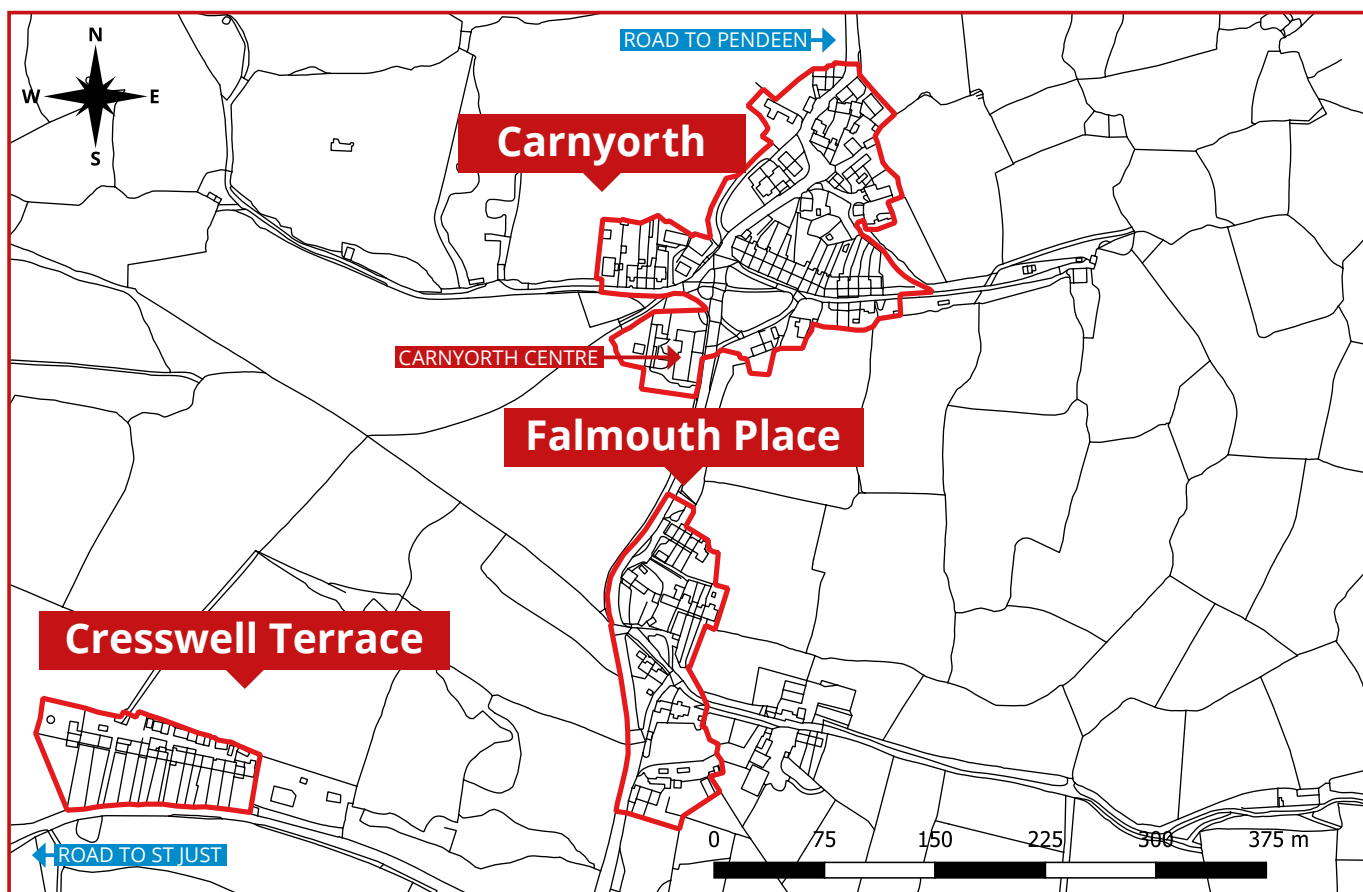 ROAD TO PENDEEN
N
W E
S
Carnyorth
CARNYORTH CENTRE
Falmouth Place
Cresswell Terrace
0 75 150 225 300 375 m
ROAD TO ST JUST